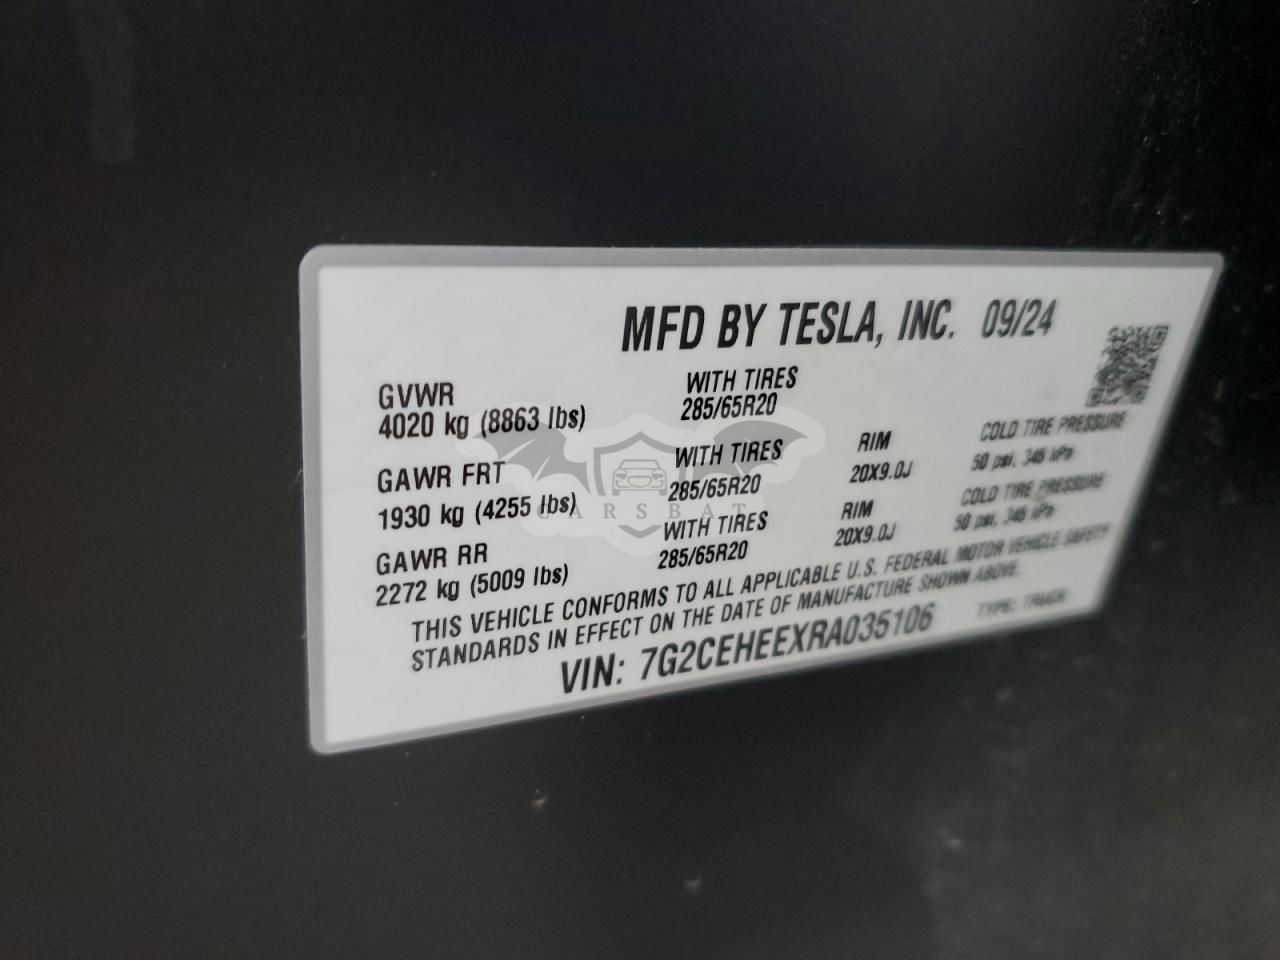 MFD BY TESLA, INC. 09/24
GVWR
4020 kg (8863 lbs)
WITH TIRES
285/65R20
GAWR FRT
1930 kg (4255 lbs)
WITH TIRES
285/65R20
RIM
20X9.0J
COLD TIRE PRESSURE
50 psi, 345 kPa
GAWR RR
2272 kg (5009 lbs)
WITH TIRES
285/65R20
RIM
20X9.0J
COLD TIRE PRESSURE
50 psi, 345 kPa
THIS VEHICLE CONFORMS TO ALL APPLICABLE U.S. FEDERAL MOTOR VEHICLE SAFETY
STANDARDS IN EFFECT ON THE DATE OF MANUFACTURE SHOWN ABOVE.
VIN: 7G2CEHEEXRA035106
TYPE: TRUCK
CARSBAT